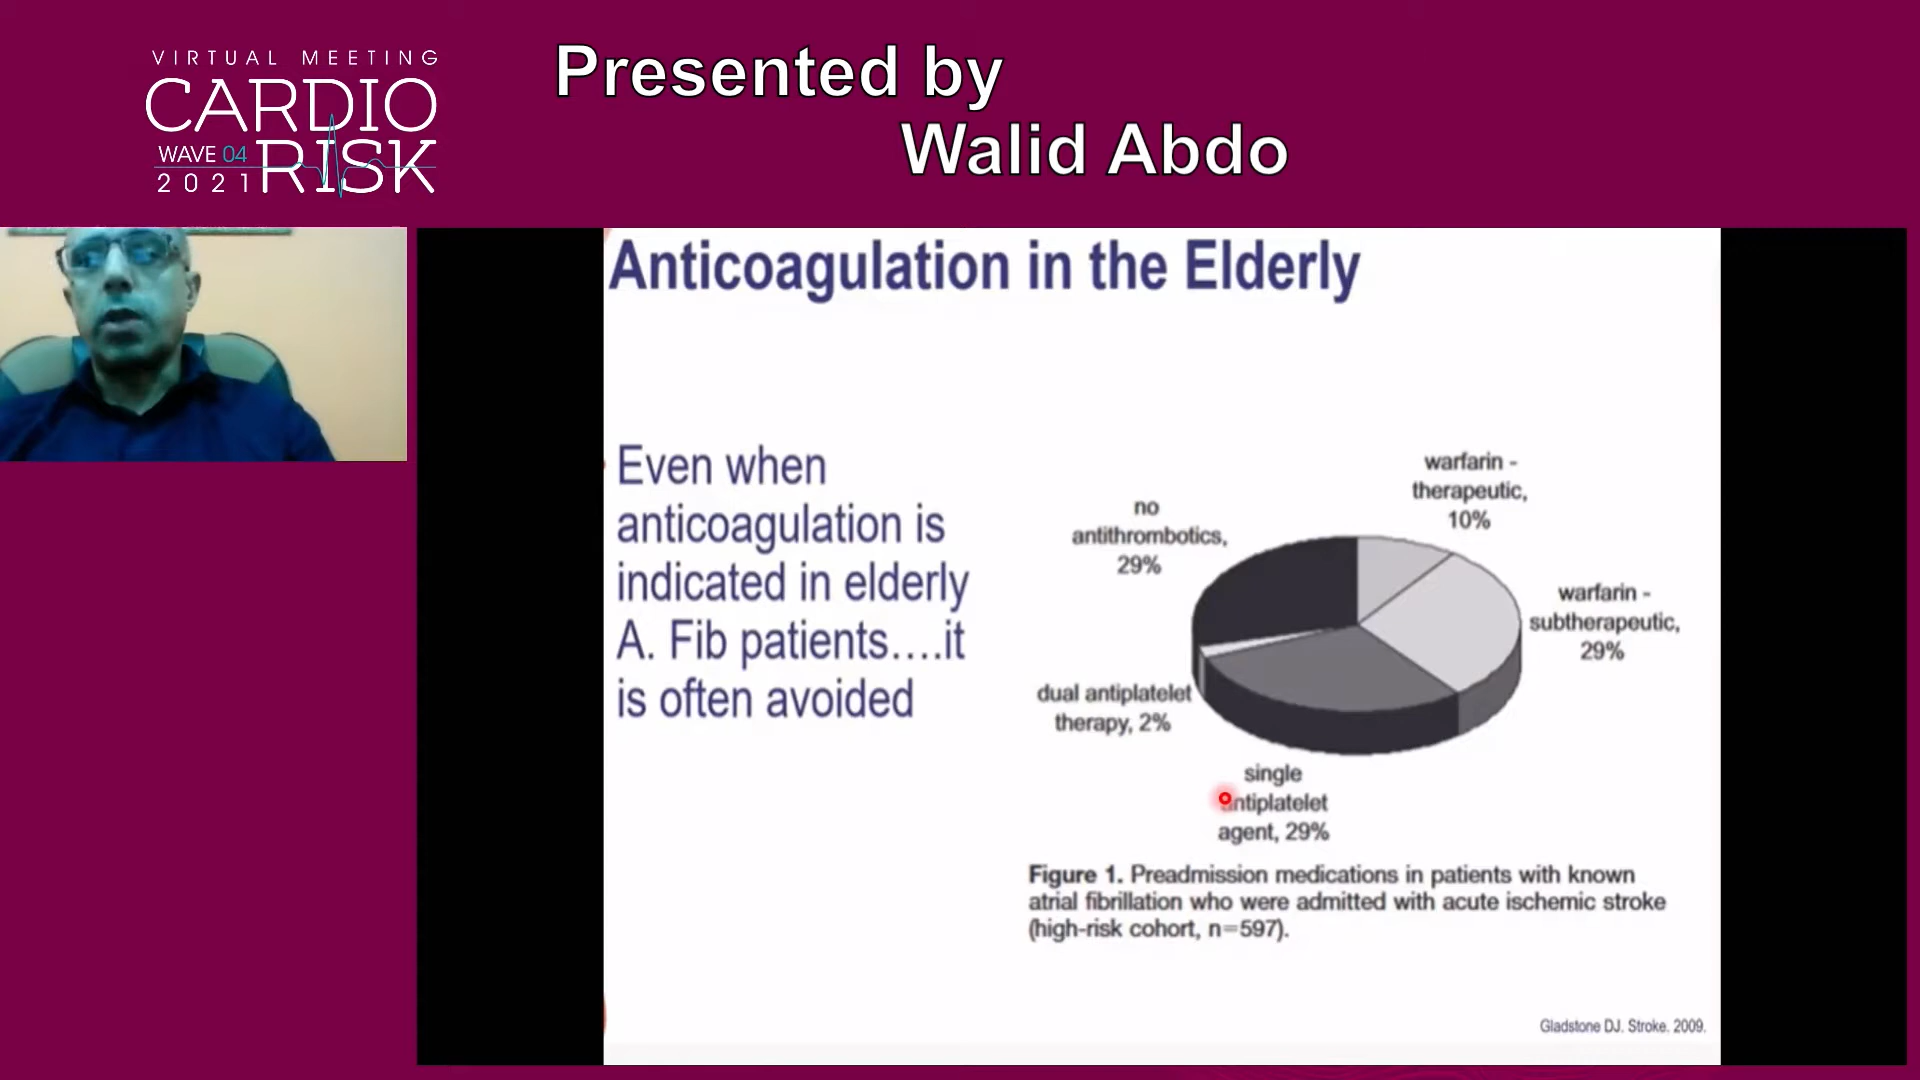 VIRTUAL MEETING
CARDIO
WAVE 04
RISK
2021
Presented by
Walid Abdo
Anticoagulation in the Elderly
Even when
anticoagulation is
indicated in elderly
A. Fib patients....it
is often avoided
warfarin -
therapeutic,
10%
no
antithrombotics,
29%
warfarin -
subtherapeutic,
29%
dual antiplatelet
therapy, 2%
single
antiplatelet
agent, 29%
Figure 1. Preadmission medications in patients with known
atrial fibrillation who were admitted with acute ischemic stroke
(high-risk cohort, n=597).
Gladstone DJ. Stroke. 2009.